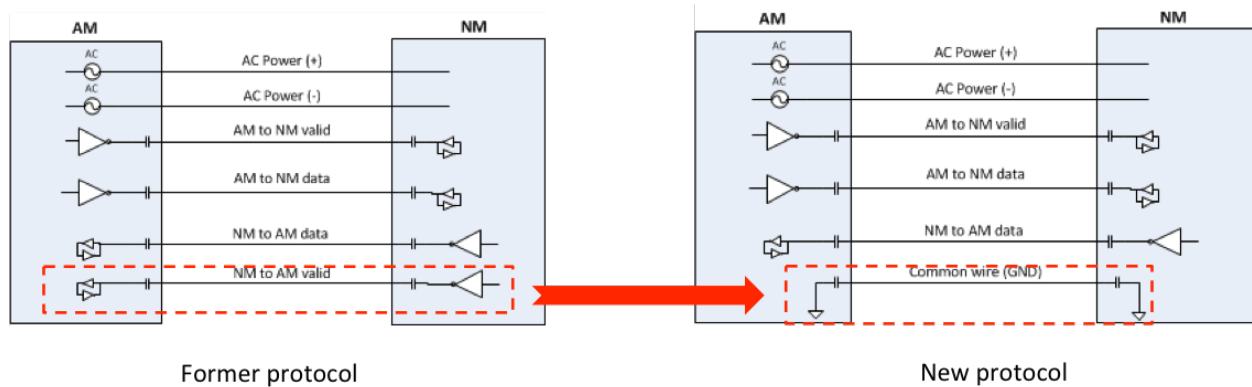 AM
NM
AC
AC Power (+)
AC
AC Power (-)
AM to NM valid
AM to NM data
NM to AM data
NM to AM valid
Former protocol
AM
NM
AC
AC Power (+)
AC
AC Power (-)
AM to NM valid
AM to NM data
NM to AM data
Common wire (GND)
New protocol